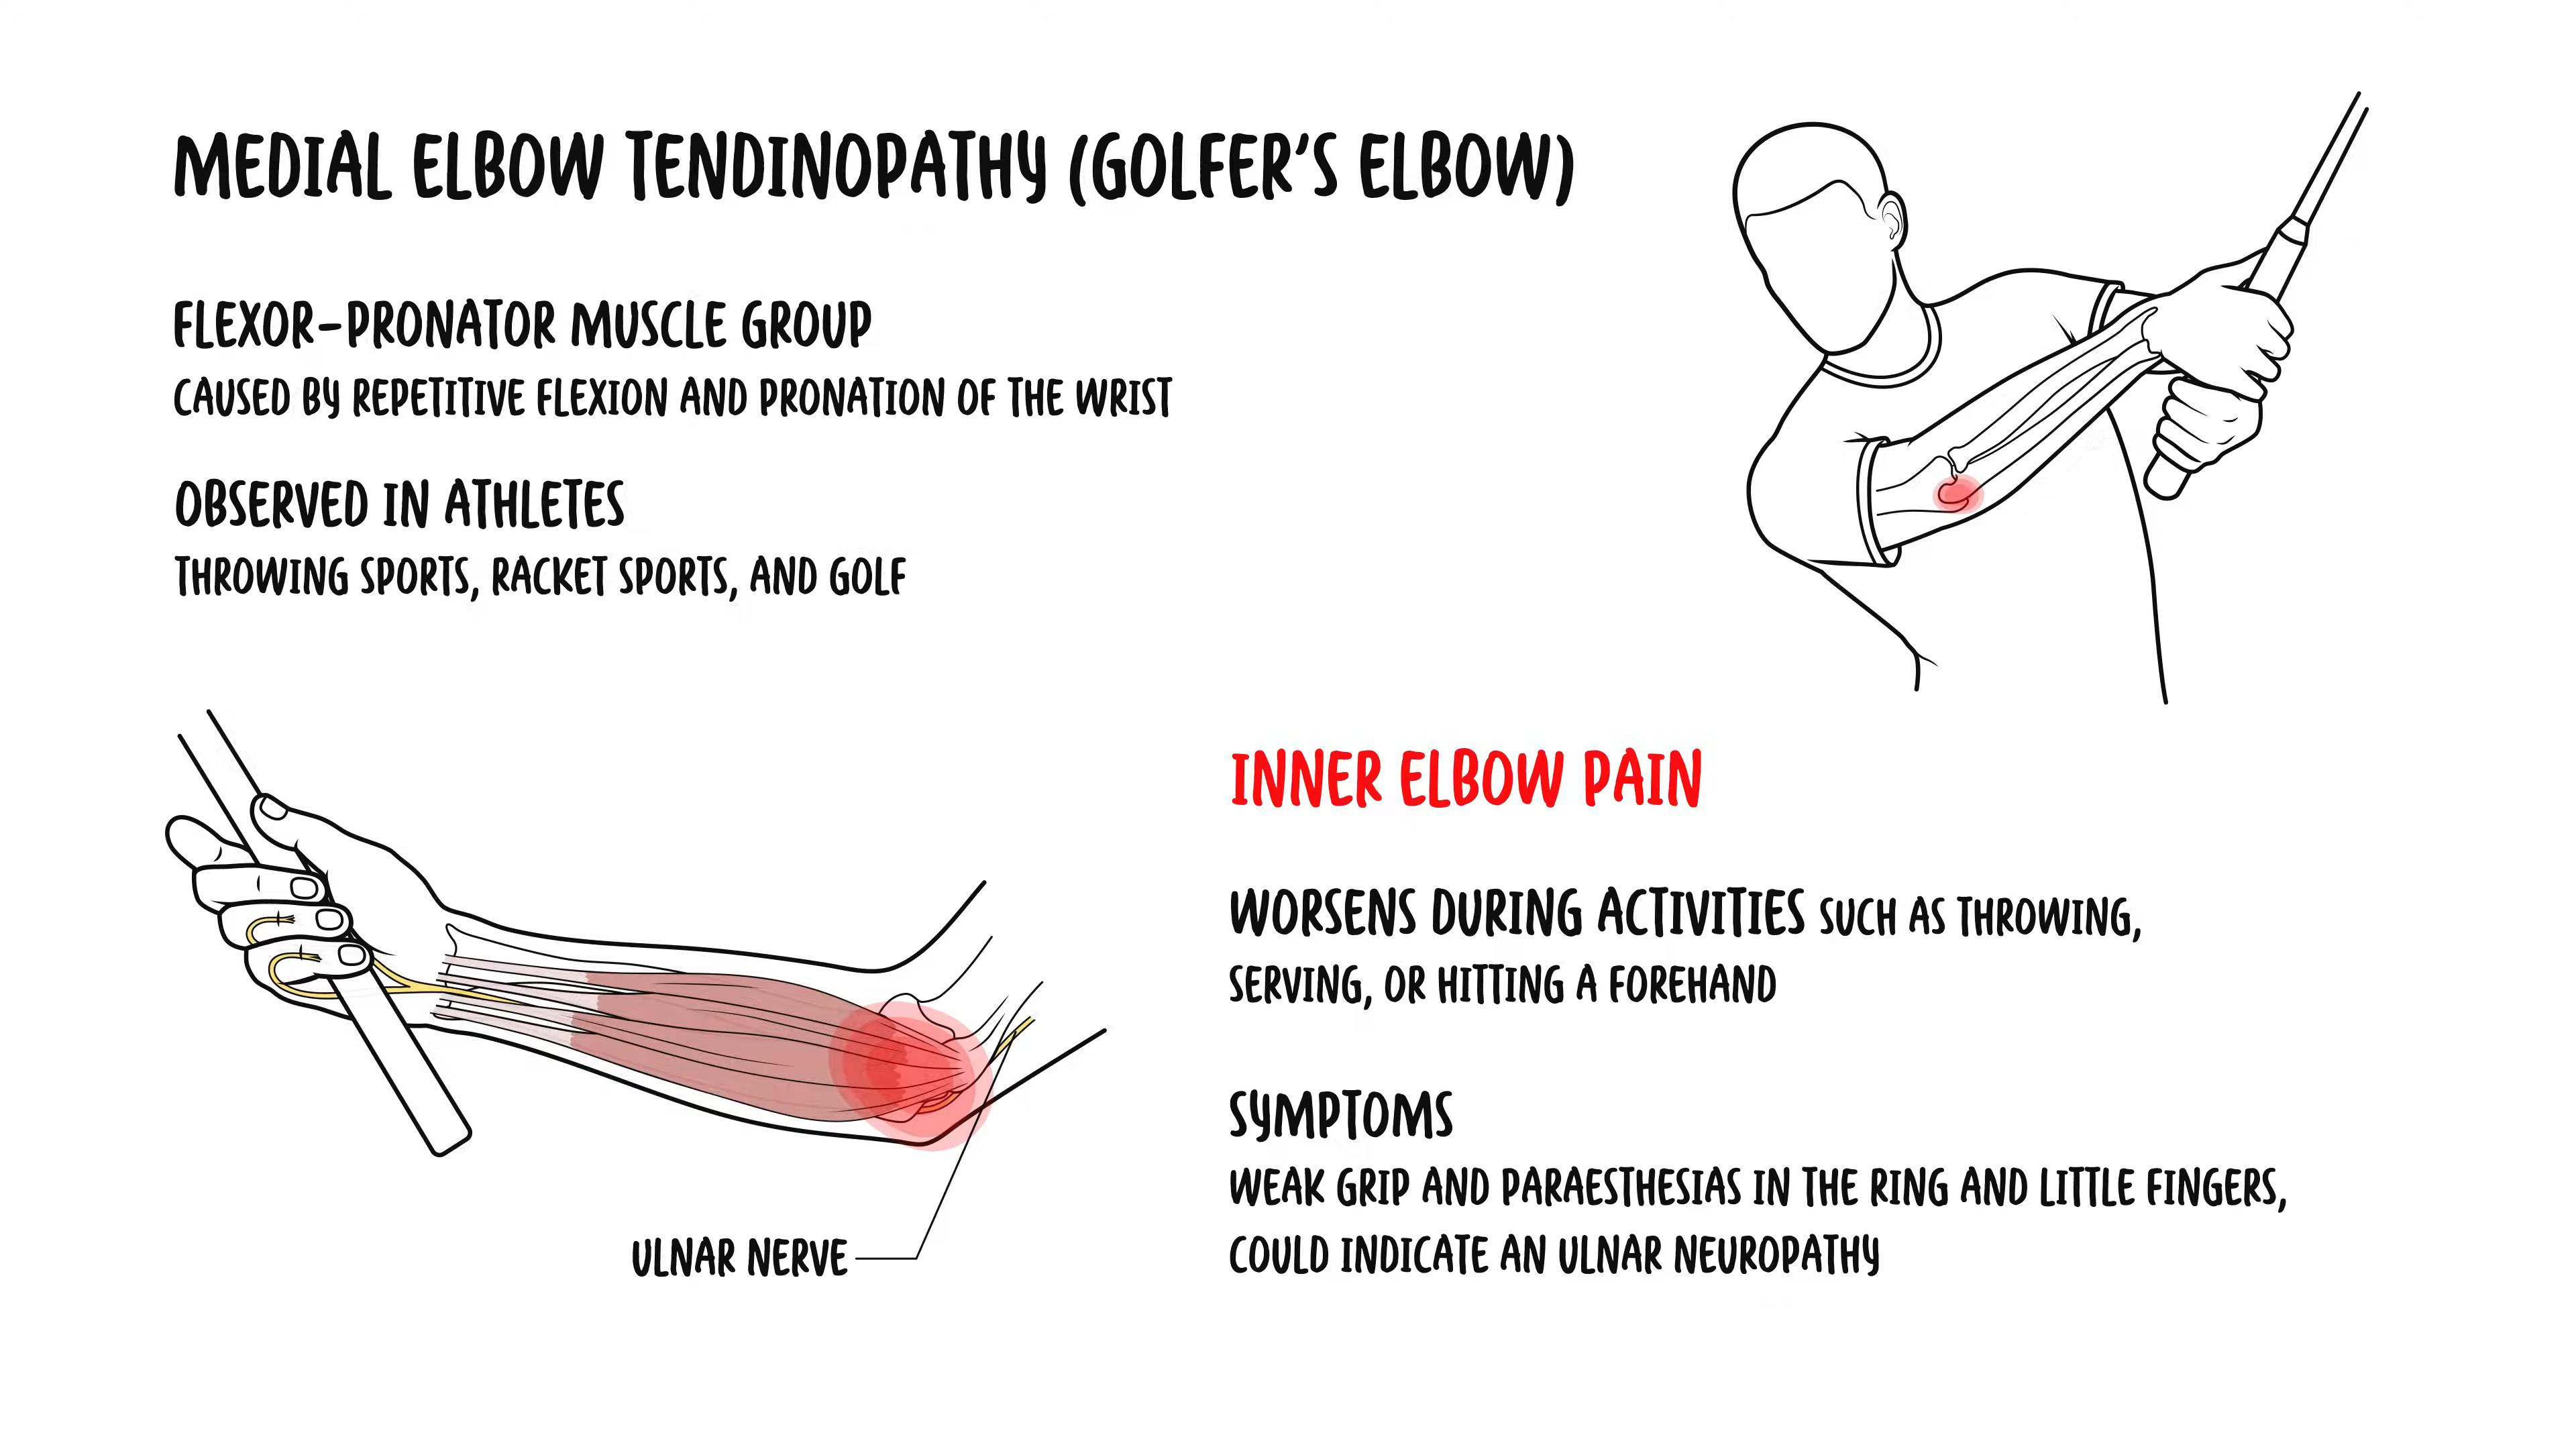 MEDIAL ELBOW TENDINOPATHY (GOLFER'S ELBOW)
FLEXOR-PRONATOR MUSCLE GROUP
CAUSED BY REPETITIVE FLEXION AND PRONATION OF THE WRIST
OBSERVED IN ATHLETES
THROWING SPORTS, RACKET SPORTS, AND GOLF
INNER ELBOW PAIN
WORSENS DURING ACTIVITIES SUCH AS THROWING,
SERVING, OR HITTING A FOREHAND
SYMPTOMS
WEAK GRIP AND PARAESTHESIAS IN THE RING AND LITTLE FINGERS,
COULD INDICATE AN ULNAR NEUROPATHY
ULNAR NERVE